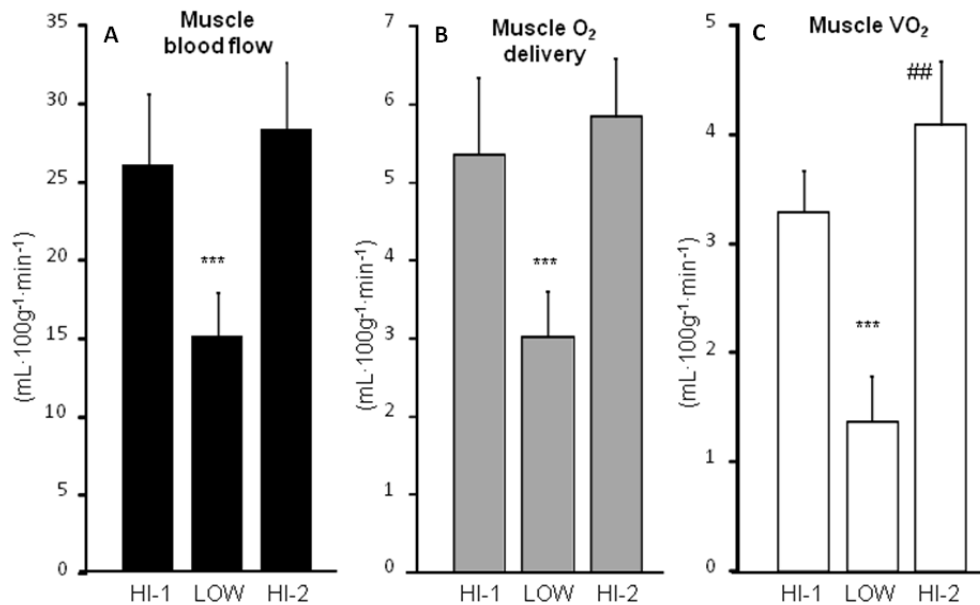 A
Muscle
blood flow
35
30
25
20
15
10
5
0
(mL·100g⁻¹·min⁻¹)
***
HI-1 LOW HI-2
B
Muscle O₂
delivery
7
6
5
4
3
2
1
0
(mL·100g⁻¹·min⁻¹)
***
HI-1 LOW HI-2
C
Muscle VO₂
5
4
3
2
1
0
(mL·100g⁻¹·min⁻¹)
##
***
HI-1 LOW HI-2